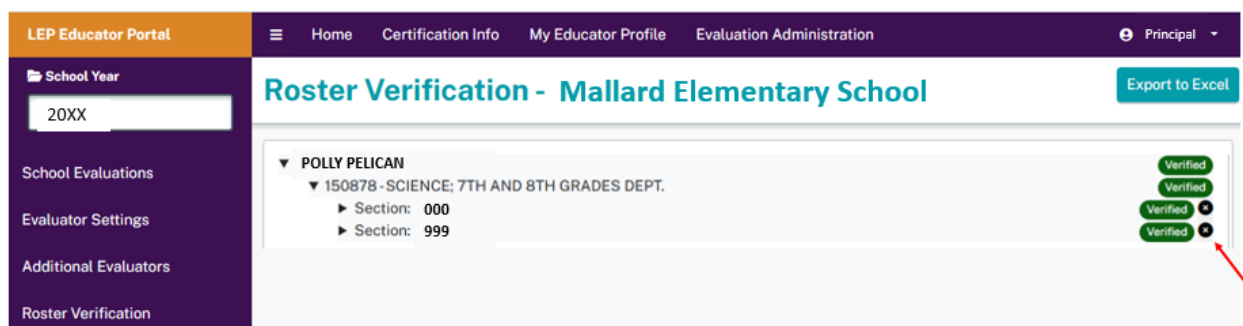 LEP Educator Portal
Home Certification Info My Educator Profile Evaluation Administration Principal
School Year
20XX
School Evaluations
Evaluator Settings
Additional Evaluators
Roster Verification
Roster Verification - Mallard Elementary School
Export to Excel
POLLY PELICAN Verified
150878 - SCIENCE; 7TH AND 8TH GRADES DEPT. Verified
Section: 000 Verified
Section: 999 Verified